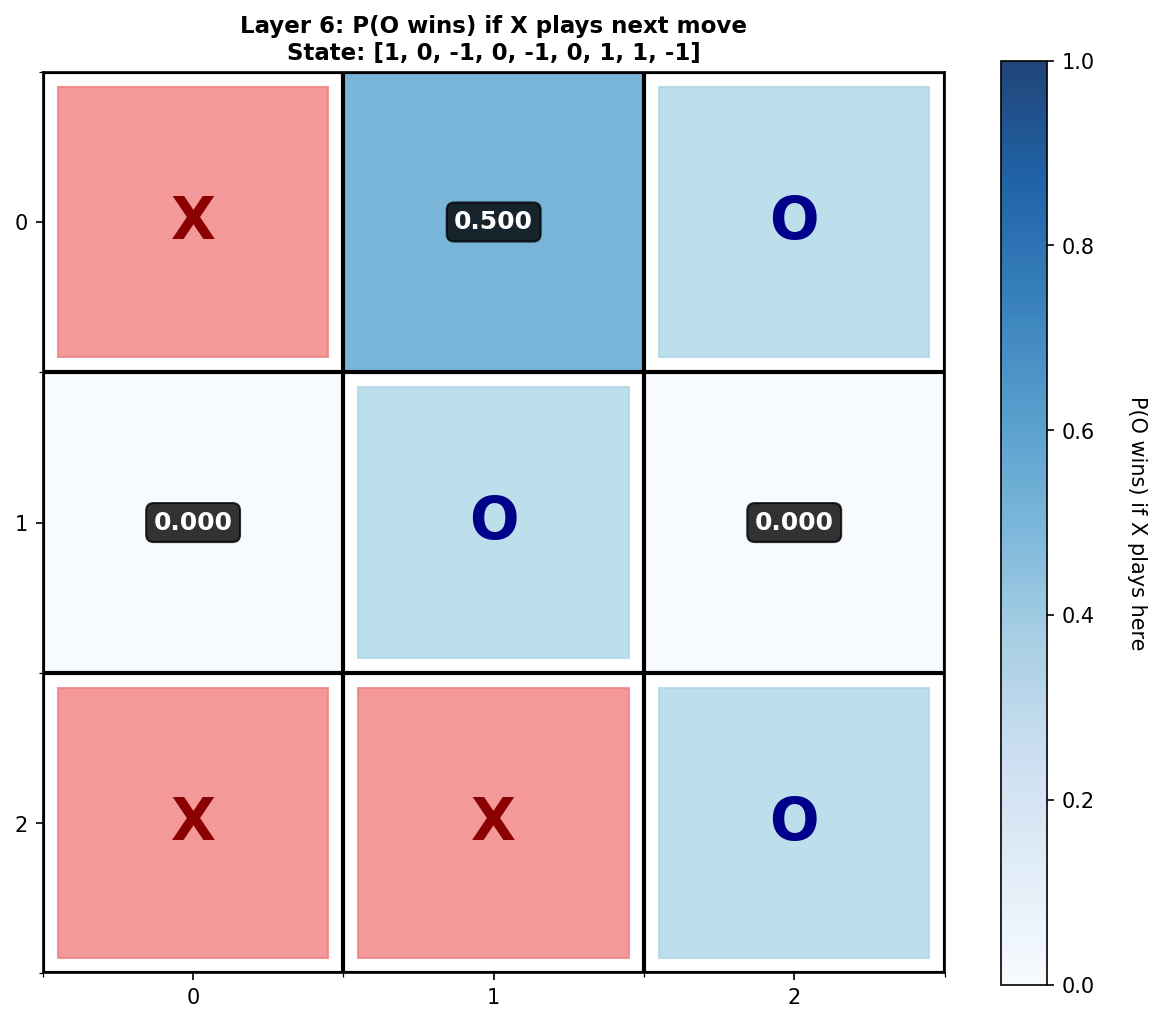 Layer 6: P(O wins) if X plays next move
State: [1, 0, -1, 0, -1, 0, 1, 1, -1]
X
0.500
O
0
0.000
O
0.000
1
X
X
O
2
0
1
2
1.0
0.8
0.6
0.4
0.2
0.0
P(O wins) if X plays here